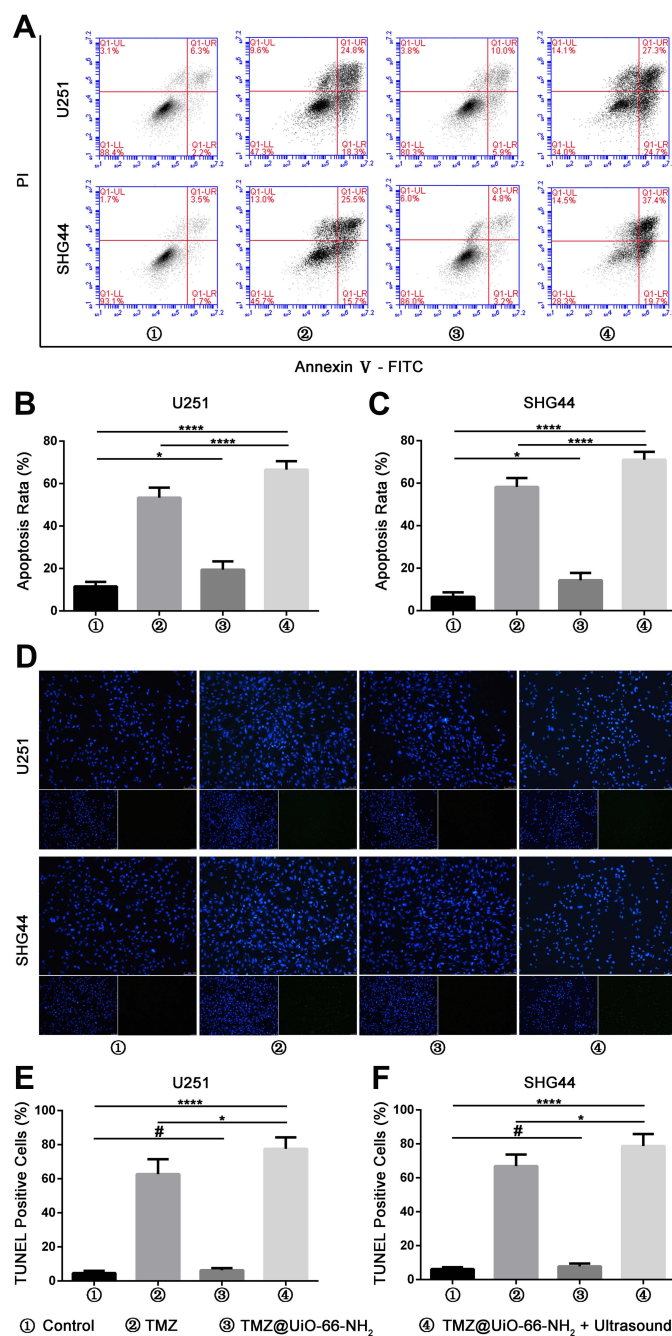 A
Q1-UL
3.1%
Q1-UR
6.3%
Q1-LL
88.4%
Q1-LR
2.2%
Q1-UL
9.6%
Q1-UR
24.8%
Q1-LL
47.3%
Q1-LR
18.3%
Q1-UL
3.8%
Q1-UR
10.0%
Q1-LL
80.3%
Q1-LR
5.9%
Q1-UL
14.1%
Q1-UR
27.3%
Q1-LL
34.0%
Q1-LR
24.7%
U251
PI
Q1-UL
1.7%
Q1-UR
3.5%
Q1-LL
93.1%
Q1-LR
1.7%
Q1-UL
13.0%
Q1-UR
25.5%
Q1-LL
45.7%
Q1-LR
15.7%
Q1-UL
6.0%
Q1-UR
4.8%
Q1-LL
86.0%
Q1-LR
3.2%
Q1-UL
14.5%
Q1-UR
37.4%
Q1-LL
28.3%
Q1-LR
19.7%
SHG44
① ② ③ ④
Annexin V - FITC
B
U251
Apoptosis Rata (%)
80
60
40
20
0
****
****
*
① ② ③ ④
C
SHG44
Apoptosis Rata (%)
80
60
40
20
0
****
****
*
① ② ③ ④
D
U251
SHG44
① ② ③ ④
E
U251
TUNEL Positive Cells (%)
100
80
60
40
20
0
****
*
#
① ② ③ ④
F
SHG44
TUNEL Positive Cells (%)
100
80
60
40
20
0
****
*
#
① ② ③ ④
① Control ② TMZ ③ TMZ@UiO-66-NH₂ ④ TMZ@UiO-66-NH₂ + Ultrasound